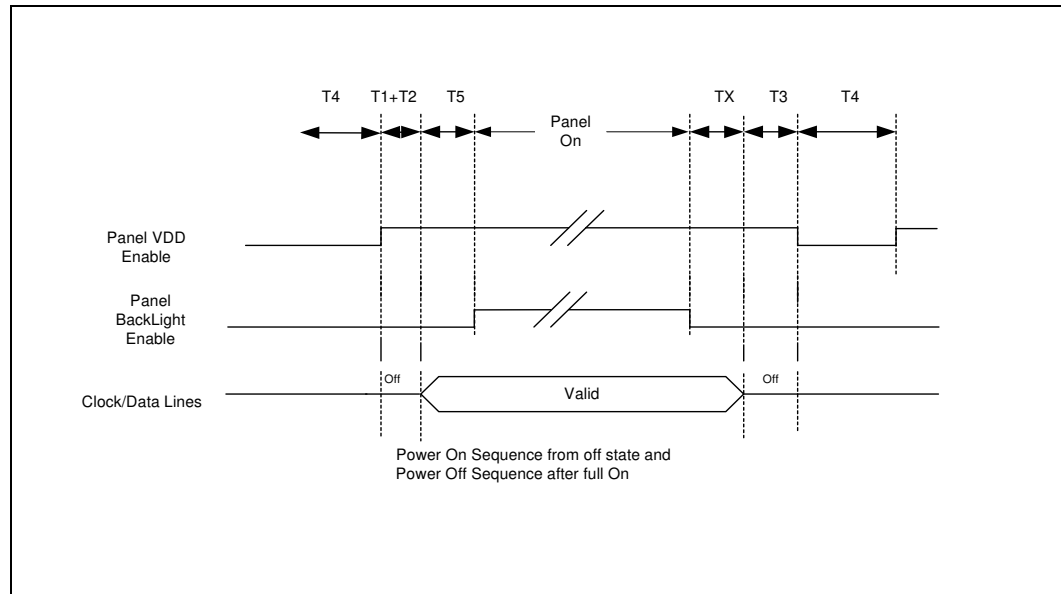 T4 T1+T2 T5 TX T3 T4
Panel
On
Panel VDD
Enable
Panel
BackLight
Enable
Off
Off
Clock/Data Lines
Valid
Power On Sequence from off state and
Power Off Sequence after full On